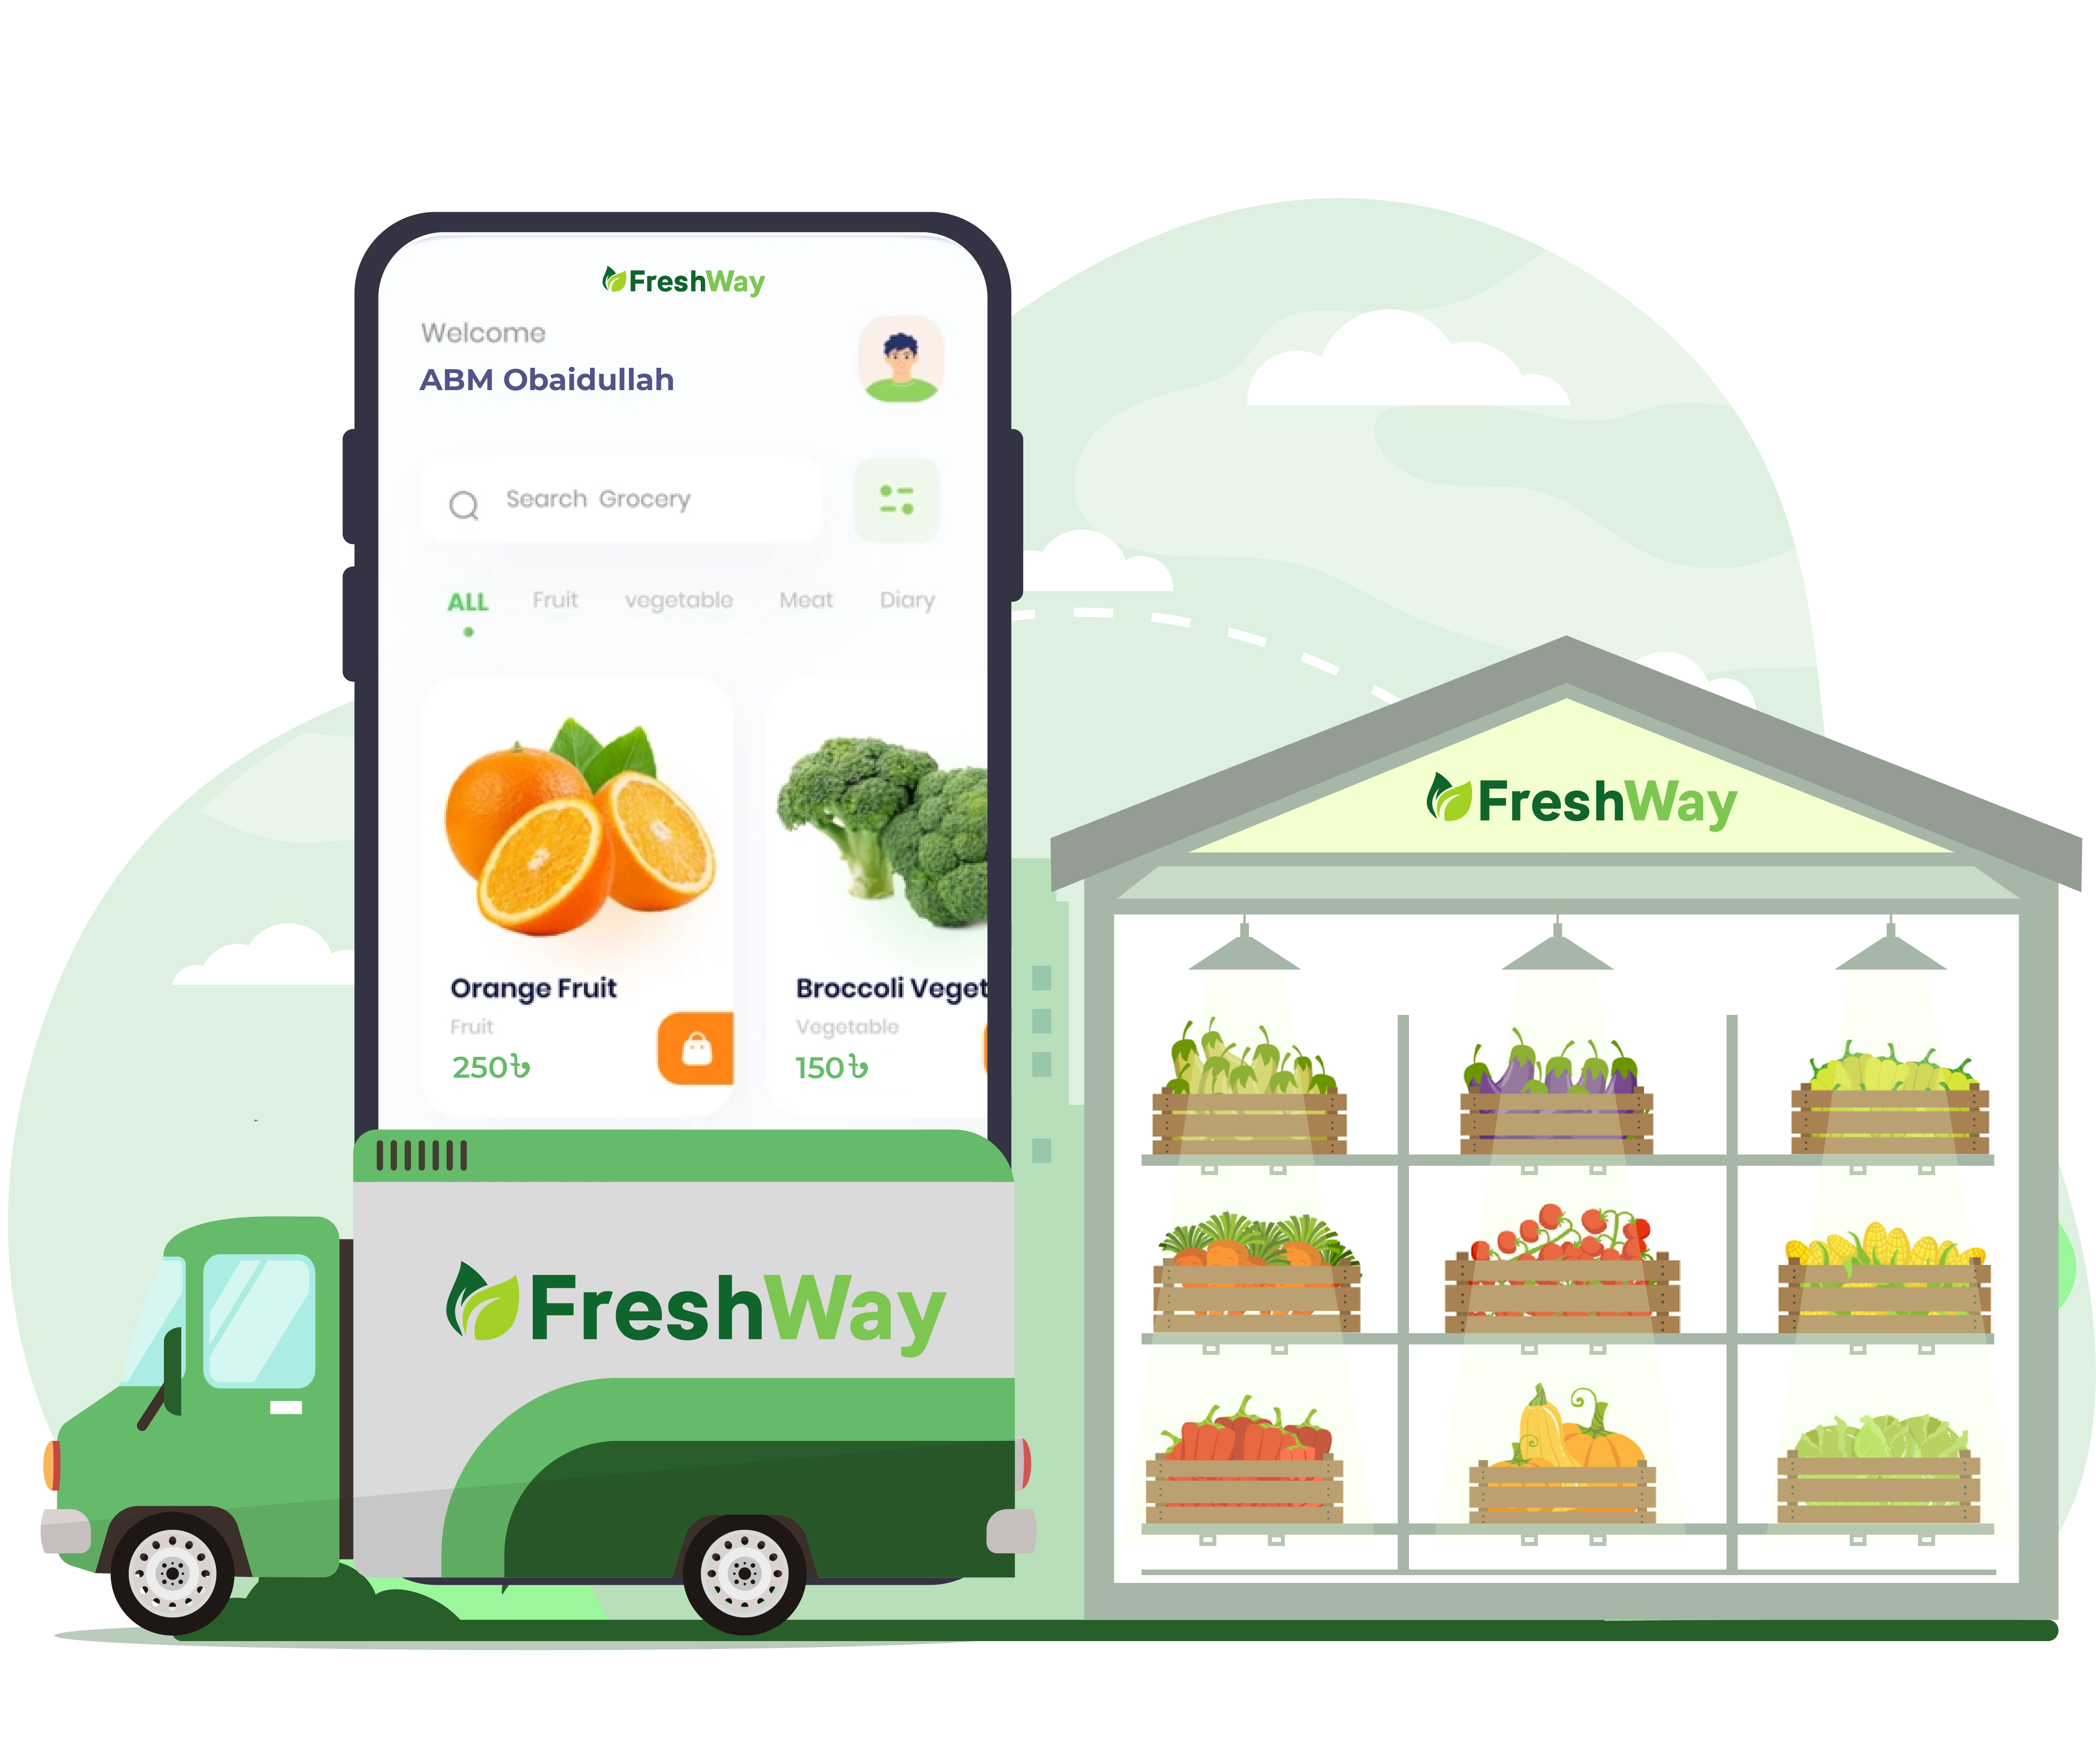 FreshWay
Welcome
ABM Obaidullah
Search Grocery
ALL Fruit vegetable Meat Diary
Orange Fruit
Fruit
250৳
Broccoli Veget
Vegetable
150৳
FreshWay
FreshWay